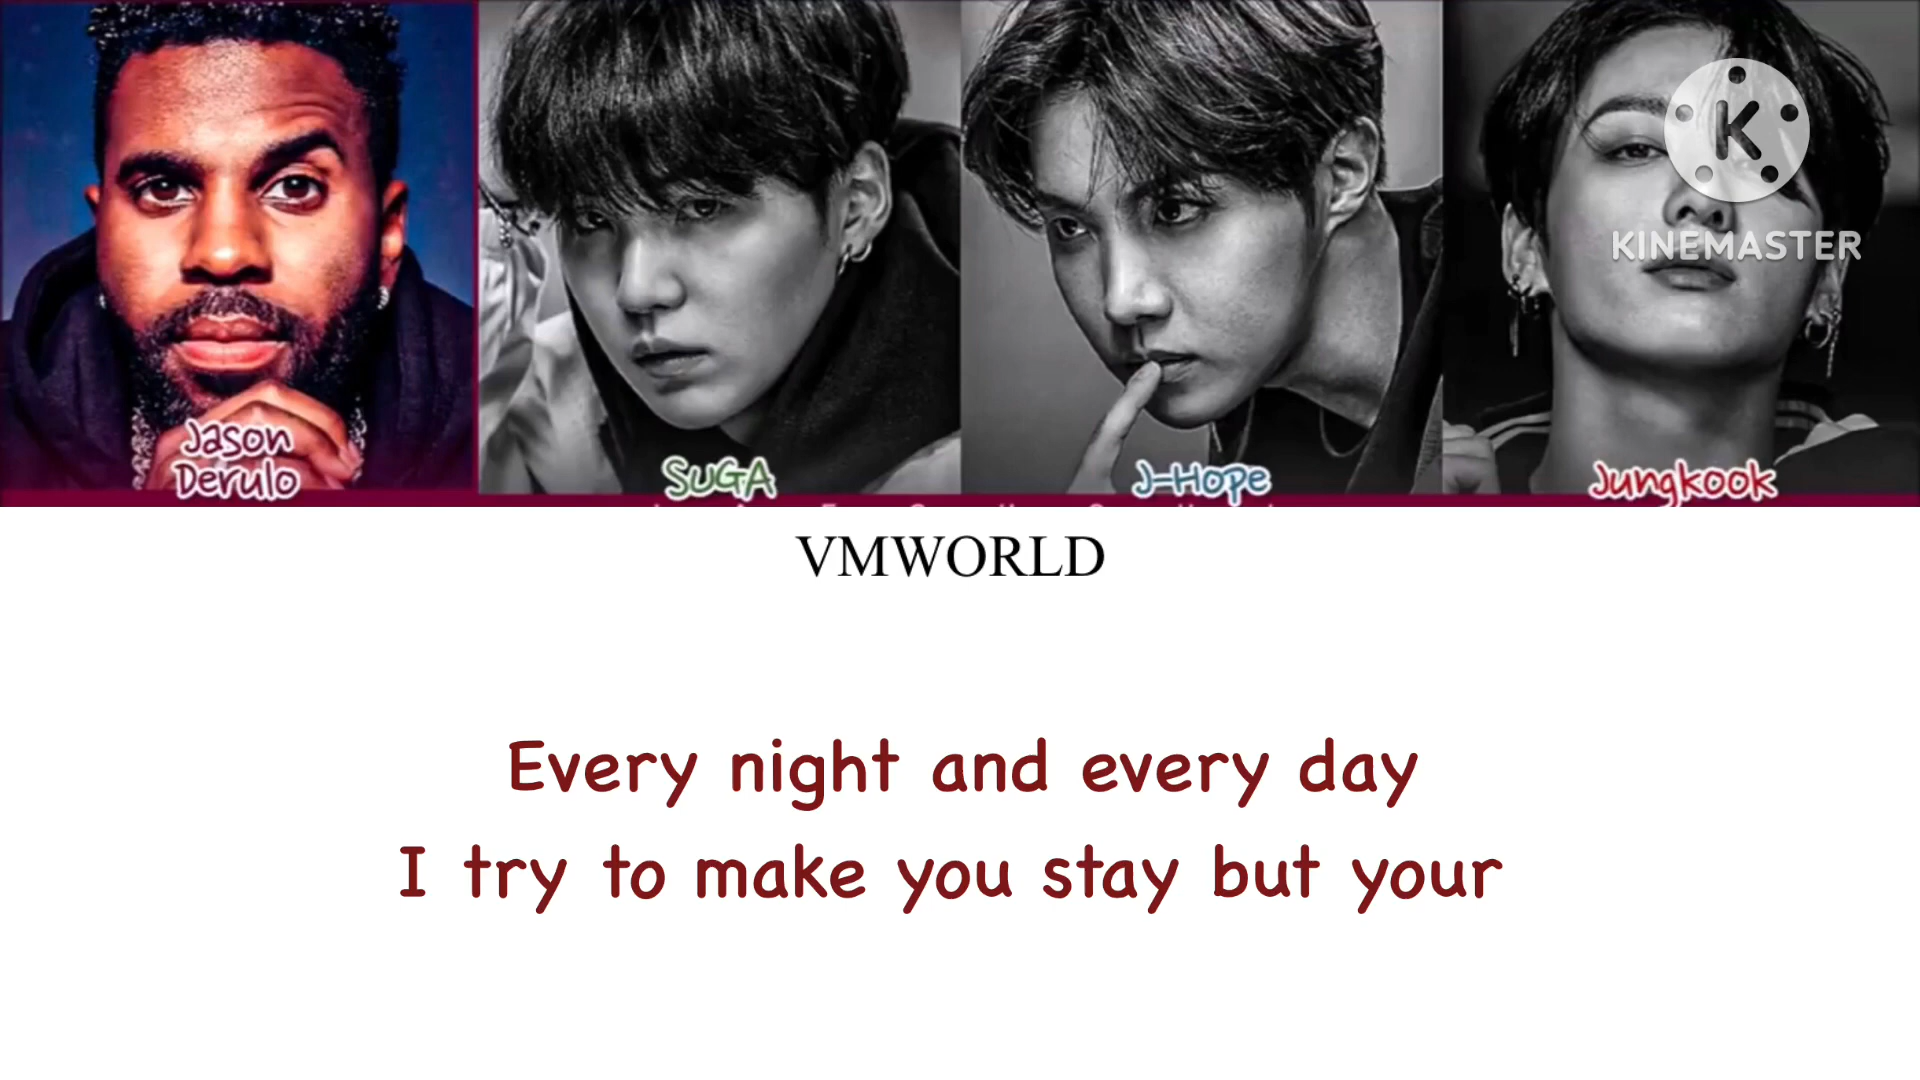 K
KINEMASTER
Jason
Derulo
SUGA
J-Hope
Jungkook
VMWORLD
Every night and every day
I try to make you stay but your